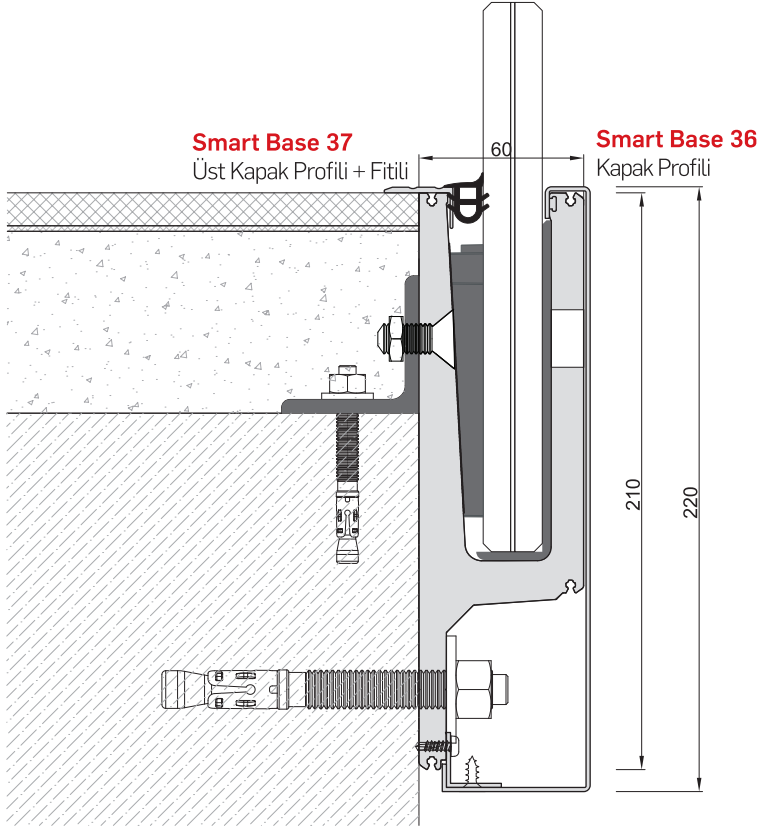 Smart Base 37
Üst Kapak Profili + Fitili
60
Smart Base 36
Kapak Profili
210
220